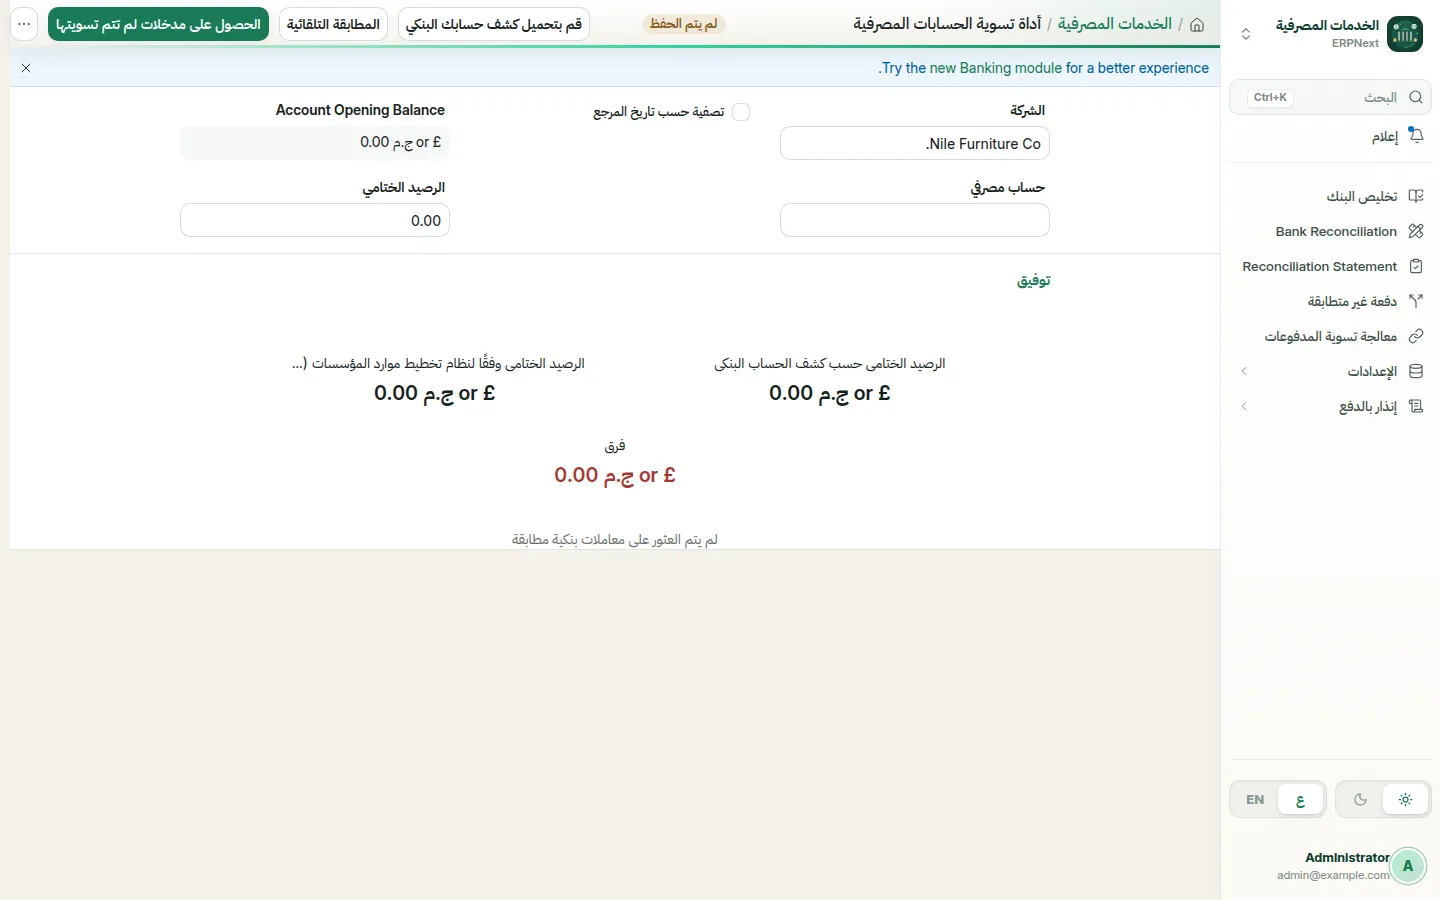 الخدمات المصرفية
ERPNext
البحث
Ctrl+K
إعلام
تخليص البنك
Bank Reconciliation
Reconciliation Statement
دفعة غير متطابقة
معالجة تسوية المدفوعات
الإعدادات
إنذار بالدفع
ع
EN
Administrator
admin@example.com
A
الخدمات المصرفية / أداة تسوية الحسابات المصرفية
لم يتم الحفظ
قم بتحميل كشف حسابك البنكي
المطابقة التلقائية
الحصول على مدخلات لم تتم تسويتها
Try the new Banking module for a better experience.
الشركة
Nile Furniture Co.
تصفية حسب تاريخ المرجع
Account Opening Balance
£ or ج.م 0.00
حساب مصرفي
الرصيد الختامي
0.00
توفيق
الرصيد الختامي حسب كشف الحساب البنكي
£ or ج.م 0.00
الرصيد الختامي وفقًا لنظام تخطيط موارد المؤسسات (...
£ or ج.م 0.00
فرق
£ or ج.م 0.00
لم يتم العثور على معاملات بنكية مطابقة